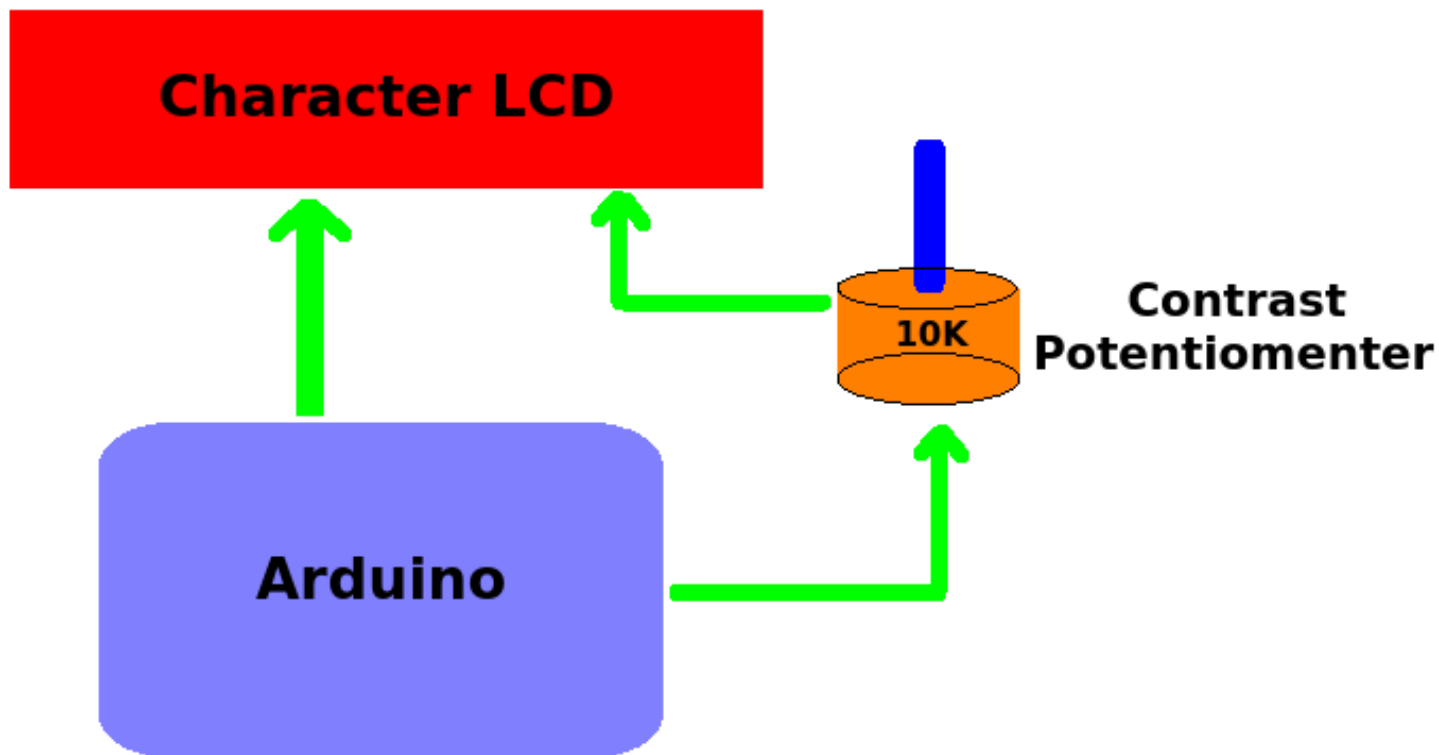 Character LCD
Contrast
Potentiomenter
10K
Arduino